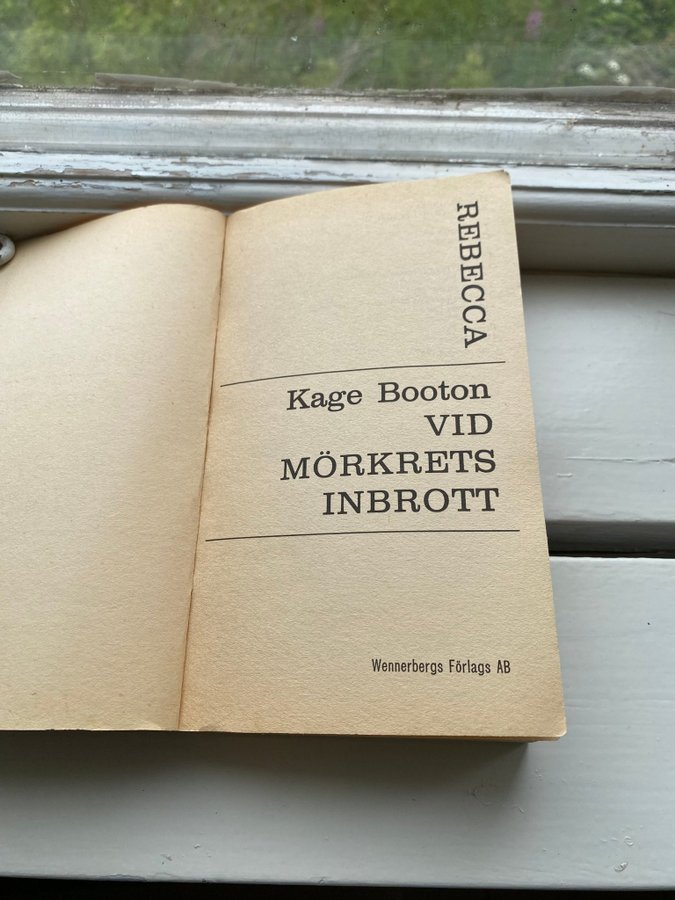 REBECCA
Kage Booton
VID
MÖRKRETS
INBROTT
Wennerbergs Förlags AB